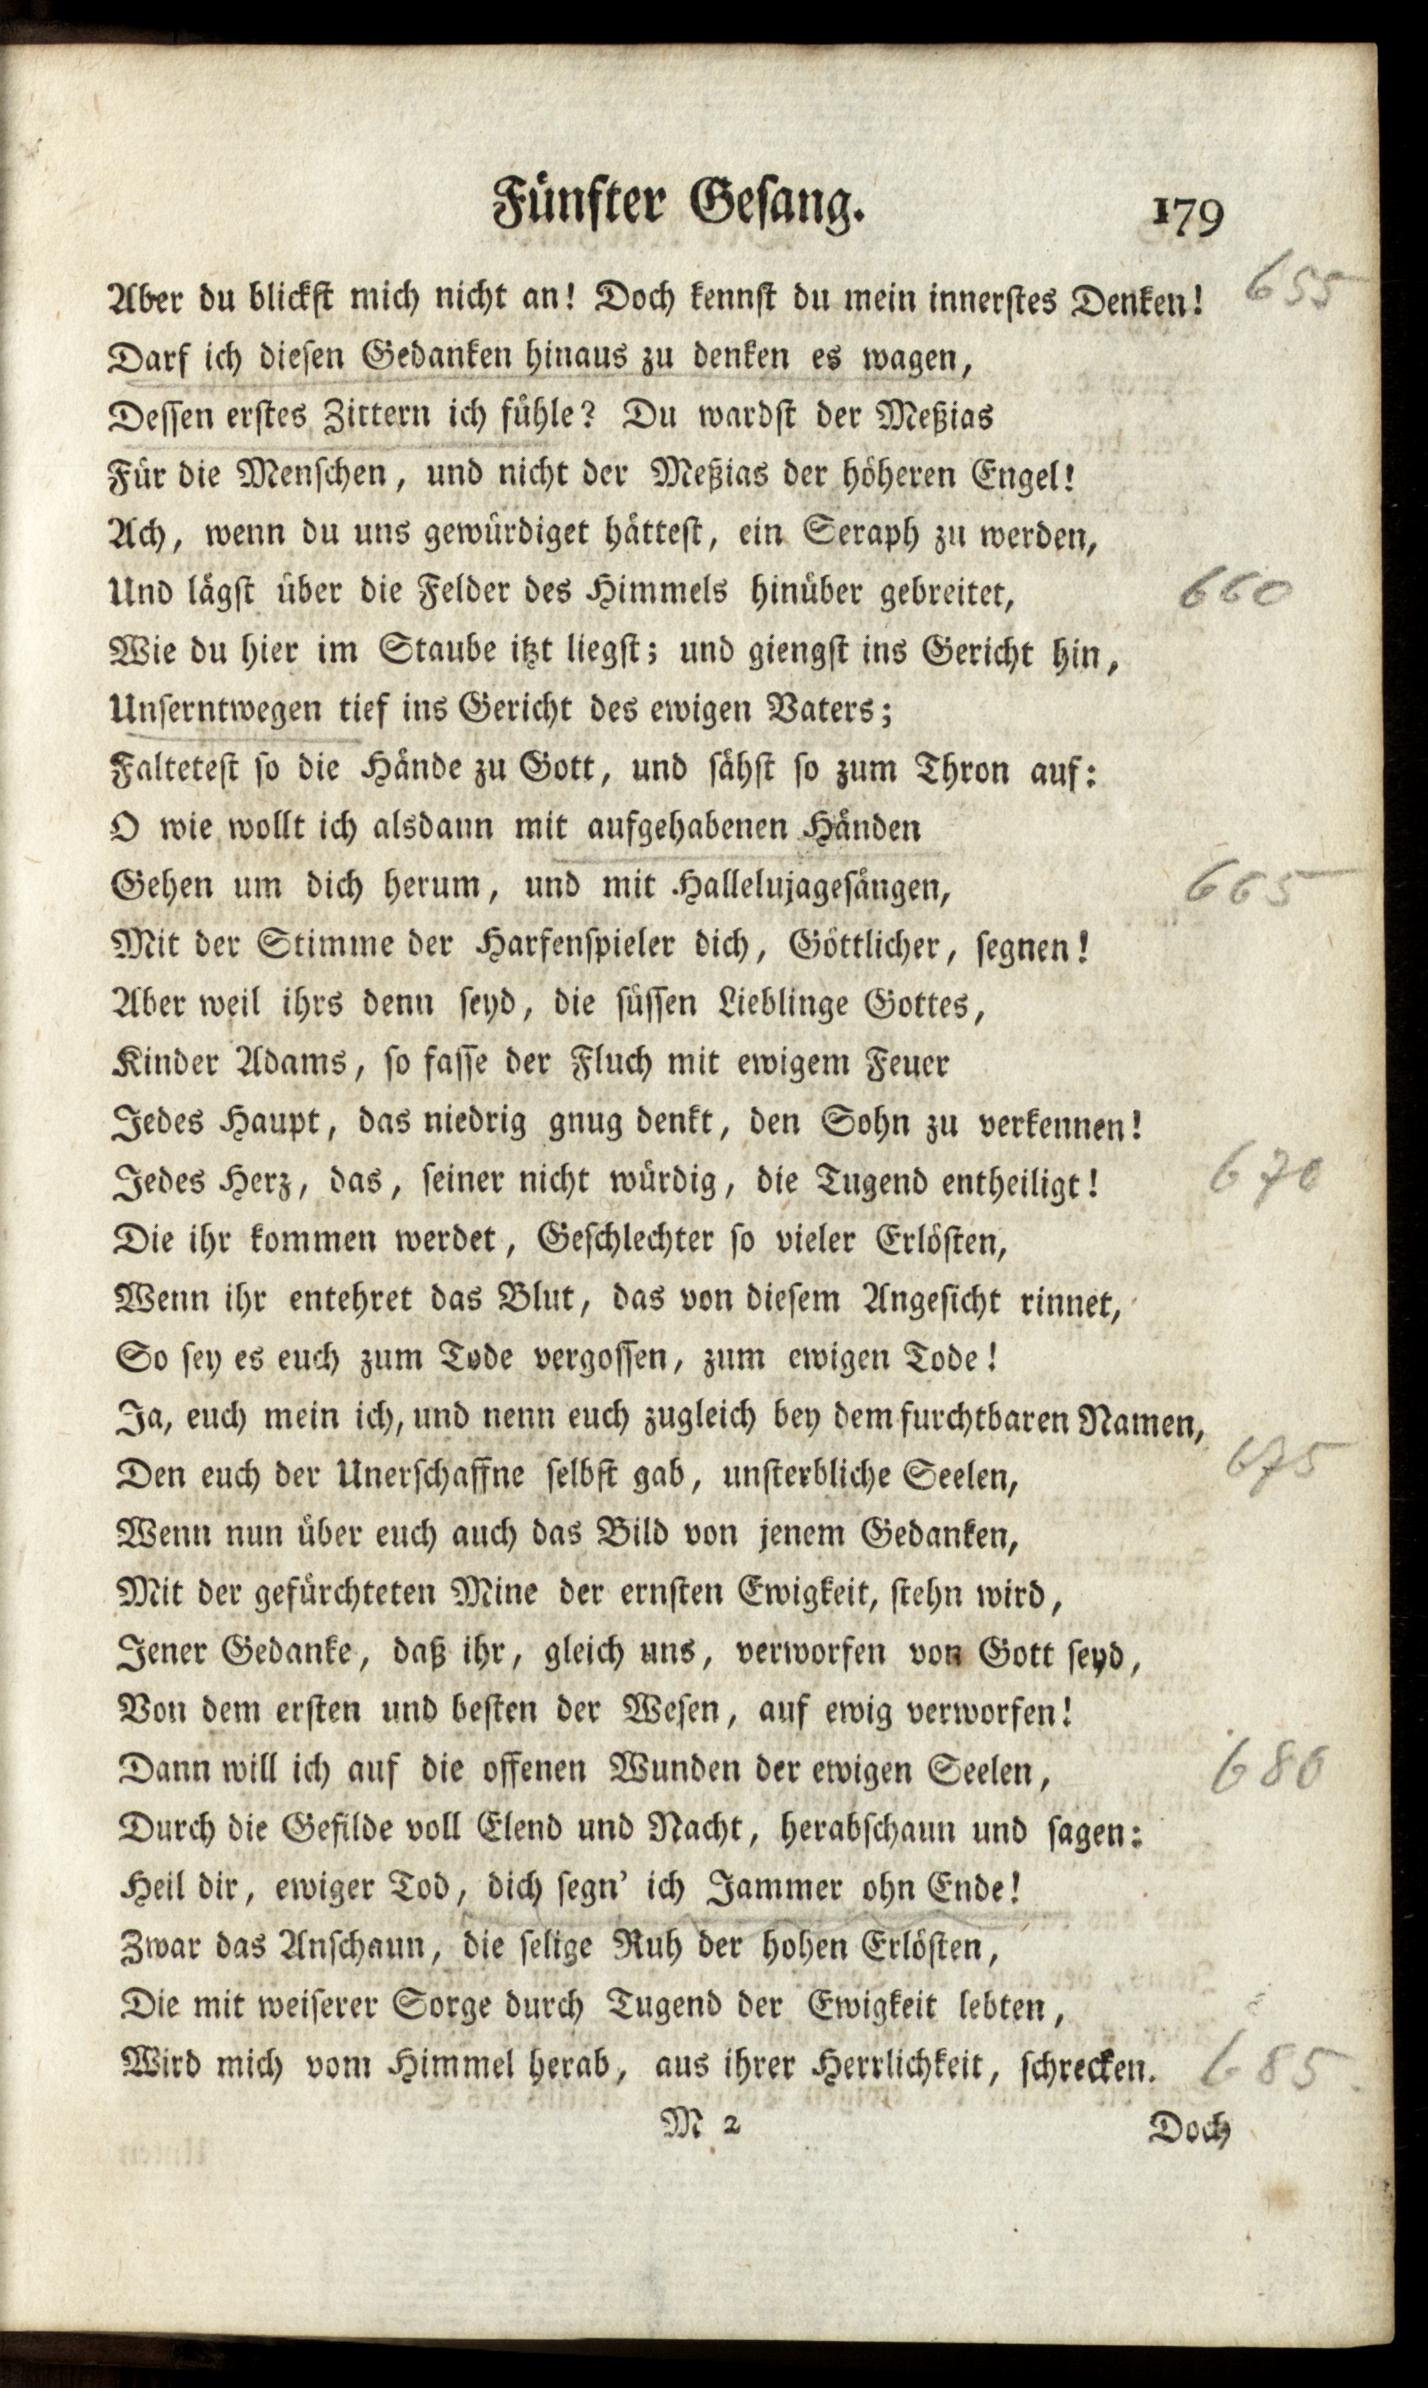 Fünfter Gesang. 179
Aber du blickst mich nicht an! Doch kennst du mein innerstes Denken! 655
Darf ich diesen Gedanken hinaus zu denken es wagen,
Dessen erstes Zittern ich fühle? Du wardst der Meßias
Für die Menschen, und nicht der Meßias der höheren Engel!
Ach, wenn du uns gewürdiget hättest, ein Seraph zu werden,
Und lägst über die Felder des Himmels hinüber gebreitet, 660
Wie du hier im Staube itzt liegst; und giengst ins Gericht hin,
Unserntwegen tief ins Gericht des ewigen Vaters;
Faltetest so die Hände zu Gott, und sähst so zum Thron auf:
O wie wollt ich alsdann mit aufgehabenen Händen
Gehen um dich herum, und mit Hallelujagesängen, 665
Mit der Stimme der Harfenspieler dich, Göttlicher, segnen!
Aber weil ihrs denn seyd, die süssen Lieblinge Gottes,
Kinder Adams, so fasse der Fluch mit ewigem Feuer
Jedes Haupt, das niedrig gnug denkt, den Sohn zu verkennen!
Jedes Herz, das, seiner nicht würdig, die Tugend entheiligt! 670
Die ihr kommen werdet, Geschlechter so vieler Erlösten,
Wenn ihr entehret das Blut, das von diesem Angesicht rinnet,
So sey es euch zum Tode vergossen, zum ewigen Tode!
Ja, euch mein ich, und nenn euch zugleich bey dem furchtbaren Namen,
Den euch der Unerschaffne selbst gab, unsterbliche Seelen, 675
Wenn nun über euch auch das Bild von jenem Gedanken,
Mit der gefürchteten Mine der ernsten Ewigkeit, stehn wird,
Jener Gedanke, daß ihr, gleich uns, verworfen von Gott seyd,
Von dem ersten und besten der Wesen, auf ewig verworfen!
Dann will ich auf die offenen Wunden der ewigen Seelen, 680
Durch die Gefilde voll Elend und Nacht, herabschaun und sagen:
Heil dir, ewiger Tod, dich segn' ich Jammer ohn Ende!
Zwar das Anschaun, die selige Ruh der hohen Erlösten,
Die mit weiserer Sorge durch Tugend der Ewigkeit lebten,
Wird mich vom Himmel herab, aus ihrer Herrlichkeit, schrecken. 685
M 2 Doch